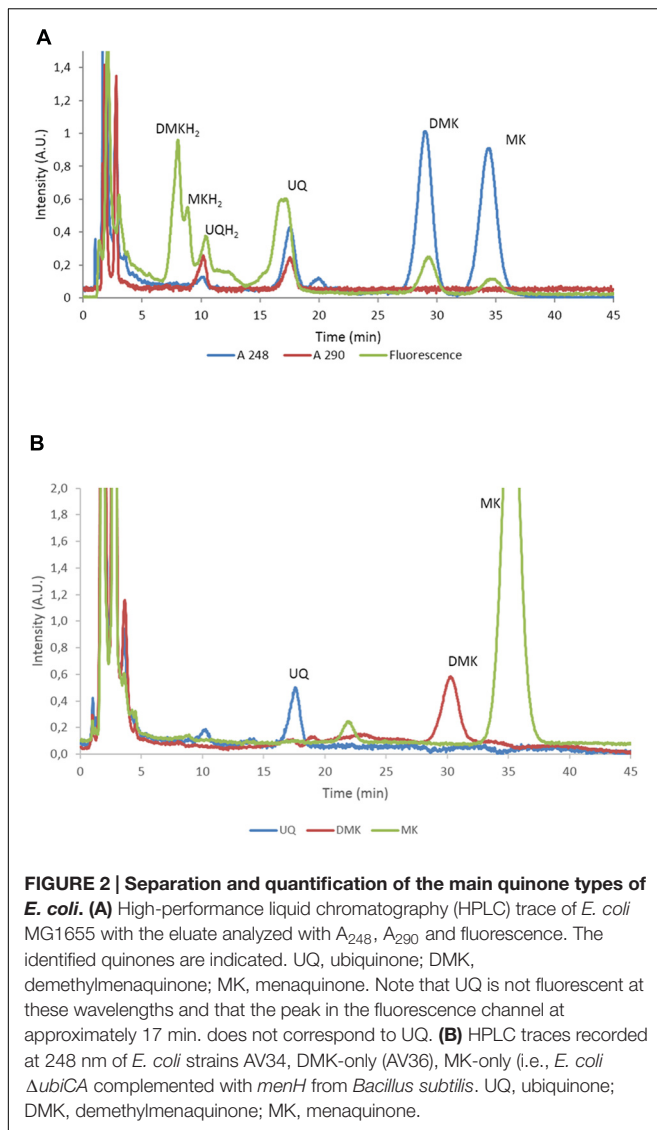 A
1,4
1,2
1
0,8
0,6
0,4
0,2
0
Intensity (A.U.)
DMKH2
MKH2
UQH2
UQ
DMK
MK
0 5 10 15 20 25 30 35 40 45
Time (min)
A 248 A 290 Fluorescence
B
2,0
1,8
1,6
1,4
1,2
1,0
0,8
0,6
0,4
0,2
0,0
Intensity (A.U.)
UQ
DMK
MK
0 5 10 15 20 25 30 35 40 45
Time (min)
UQ DMK MK
FIGURE 2 | Separation and quantification of the main quinone types of
E. coli. (A) High-performance liquid chromatography (HPLC) trace of E. coli
MG1655 with the eluate analyzed with A248, A290 and fluorescence. The
identified quinones are indicated. UQ, ubiquinone; DMK,
demethylmenaquinone; MK, menaquinone. Note that UQ is not fluorescent at
these wavelengths and that the peak in the fluorescence channel at
approximately 17 min. does not correspond to UQ. (B) HPLC traces recorded
at 248 nm of E. coli strains AV34, DMK-only (AV36), MK-only (i.e., E. coli
ΔubiCA complemented with menH from Bacillus subtilis. UQ, ubiquinone;
DMK, demethylmenaquinone; MK, menaquinone.